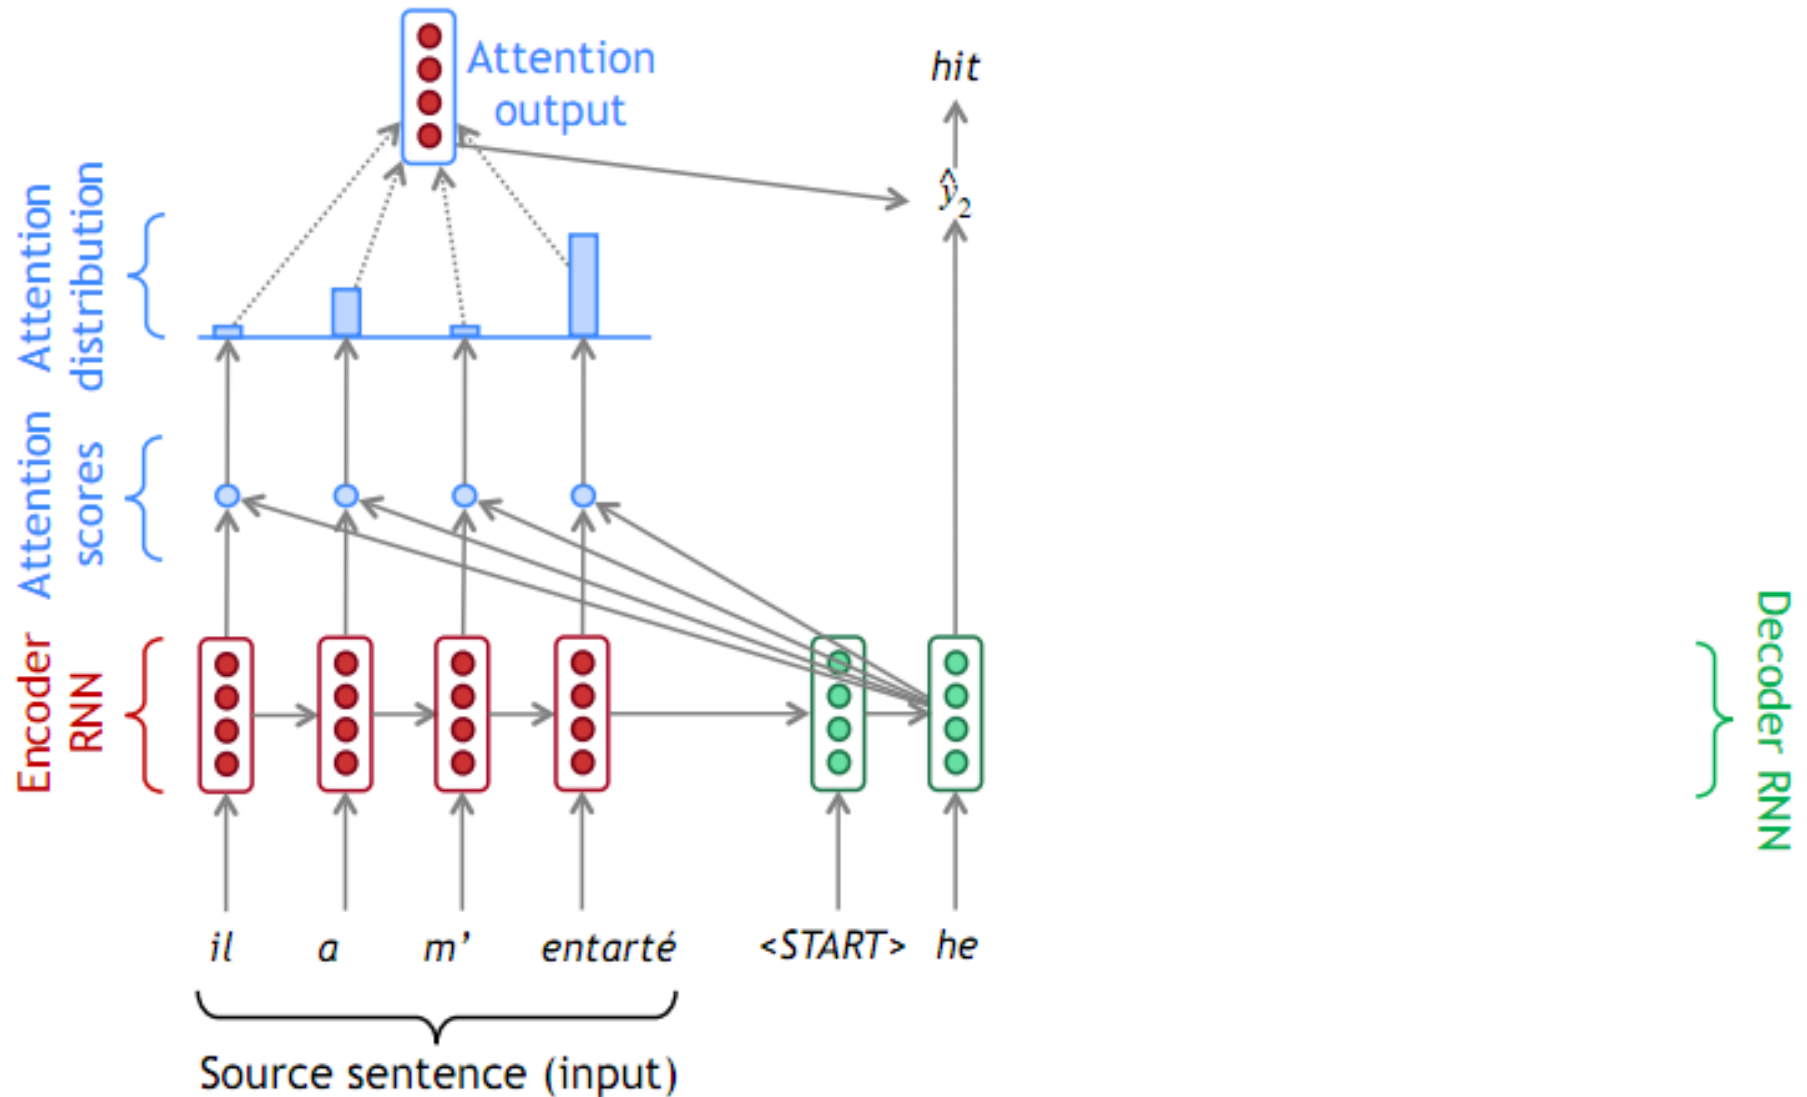 Attention
output
hit
ŷ₂
Attention
distribution
Attention
scores
Encoder
RNN
Decoder RNN
il a m’ entarté <START> he
Source sentence (input)